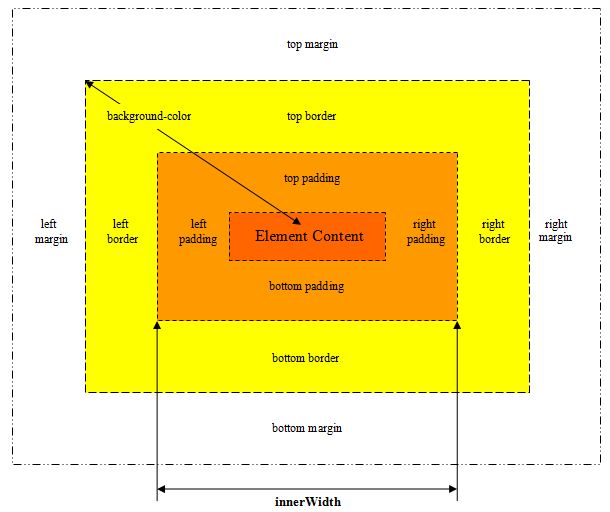 top margin
background-color
top border
top padding
left
margin
left
border
left
padding
Element Content
right
padding
right
border
right
margin
bottom padding
bottom border
bottom margin
innerWidth